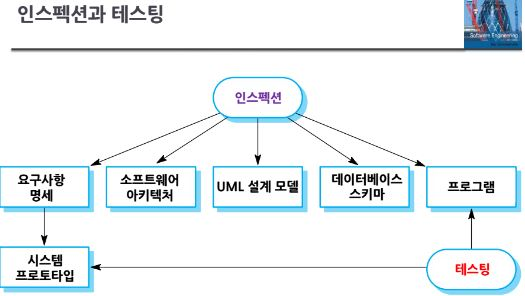 인스펙션과 테스팅
Software Engineering
인스펙션
요구사항
명세
소프트웨어
아키텍처
UML 설계 모델
데이터베이스
스키마
프로그램
시스템
프로토타입
테스팅